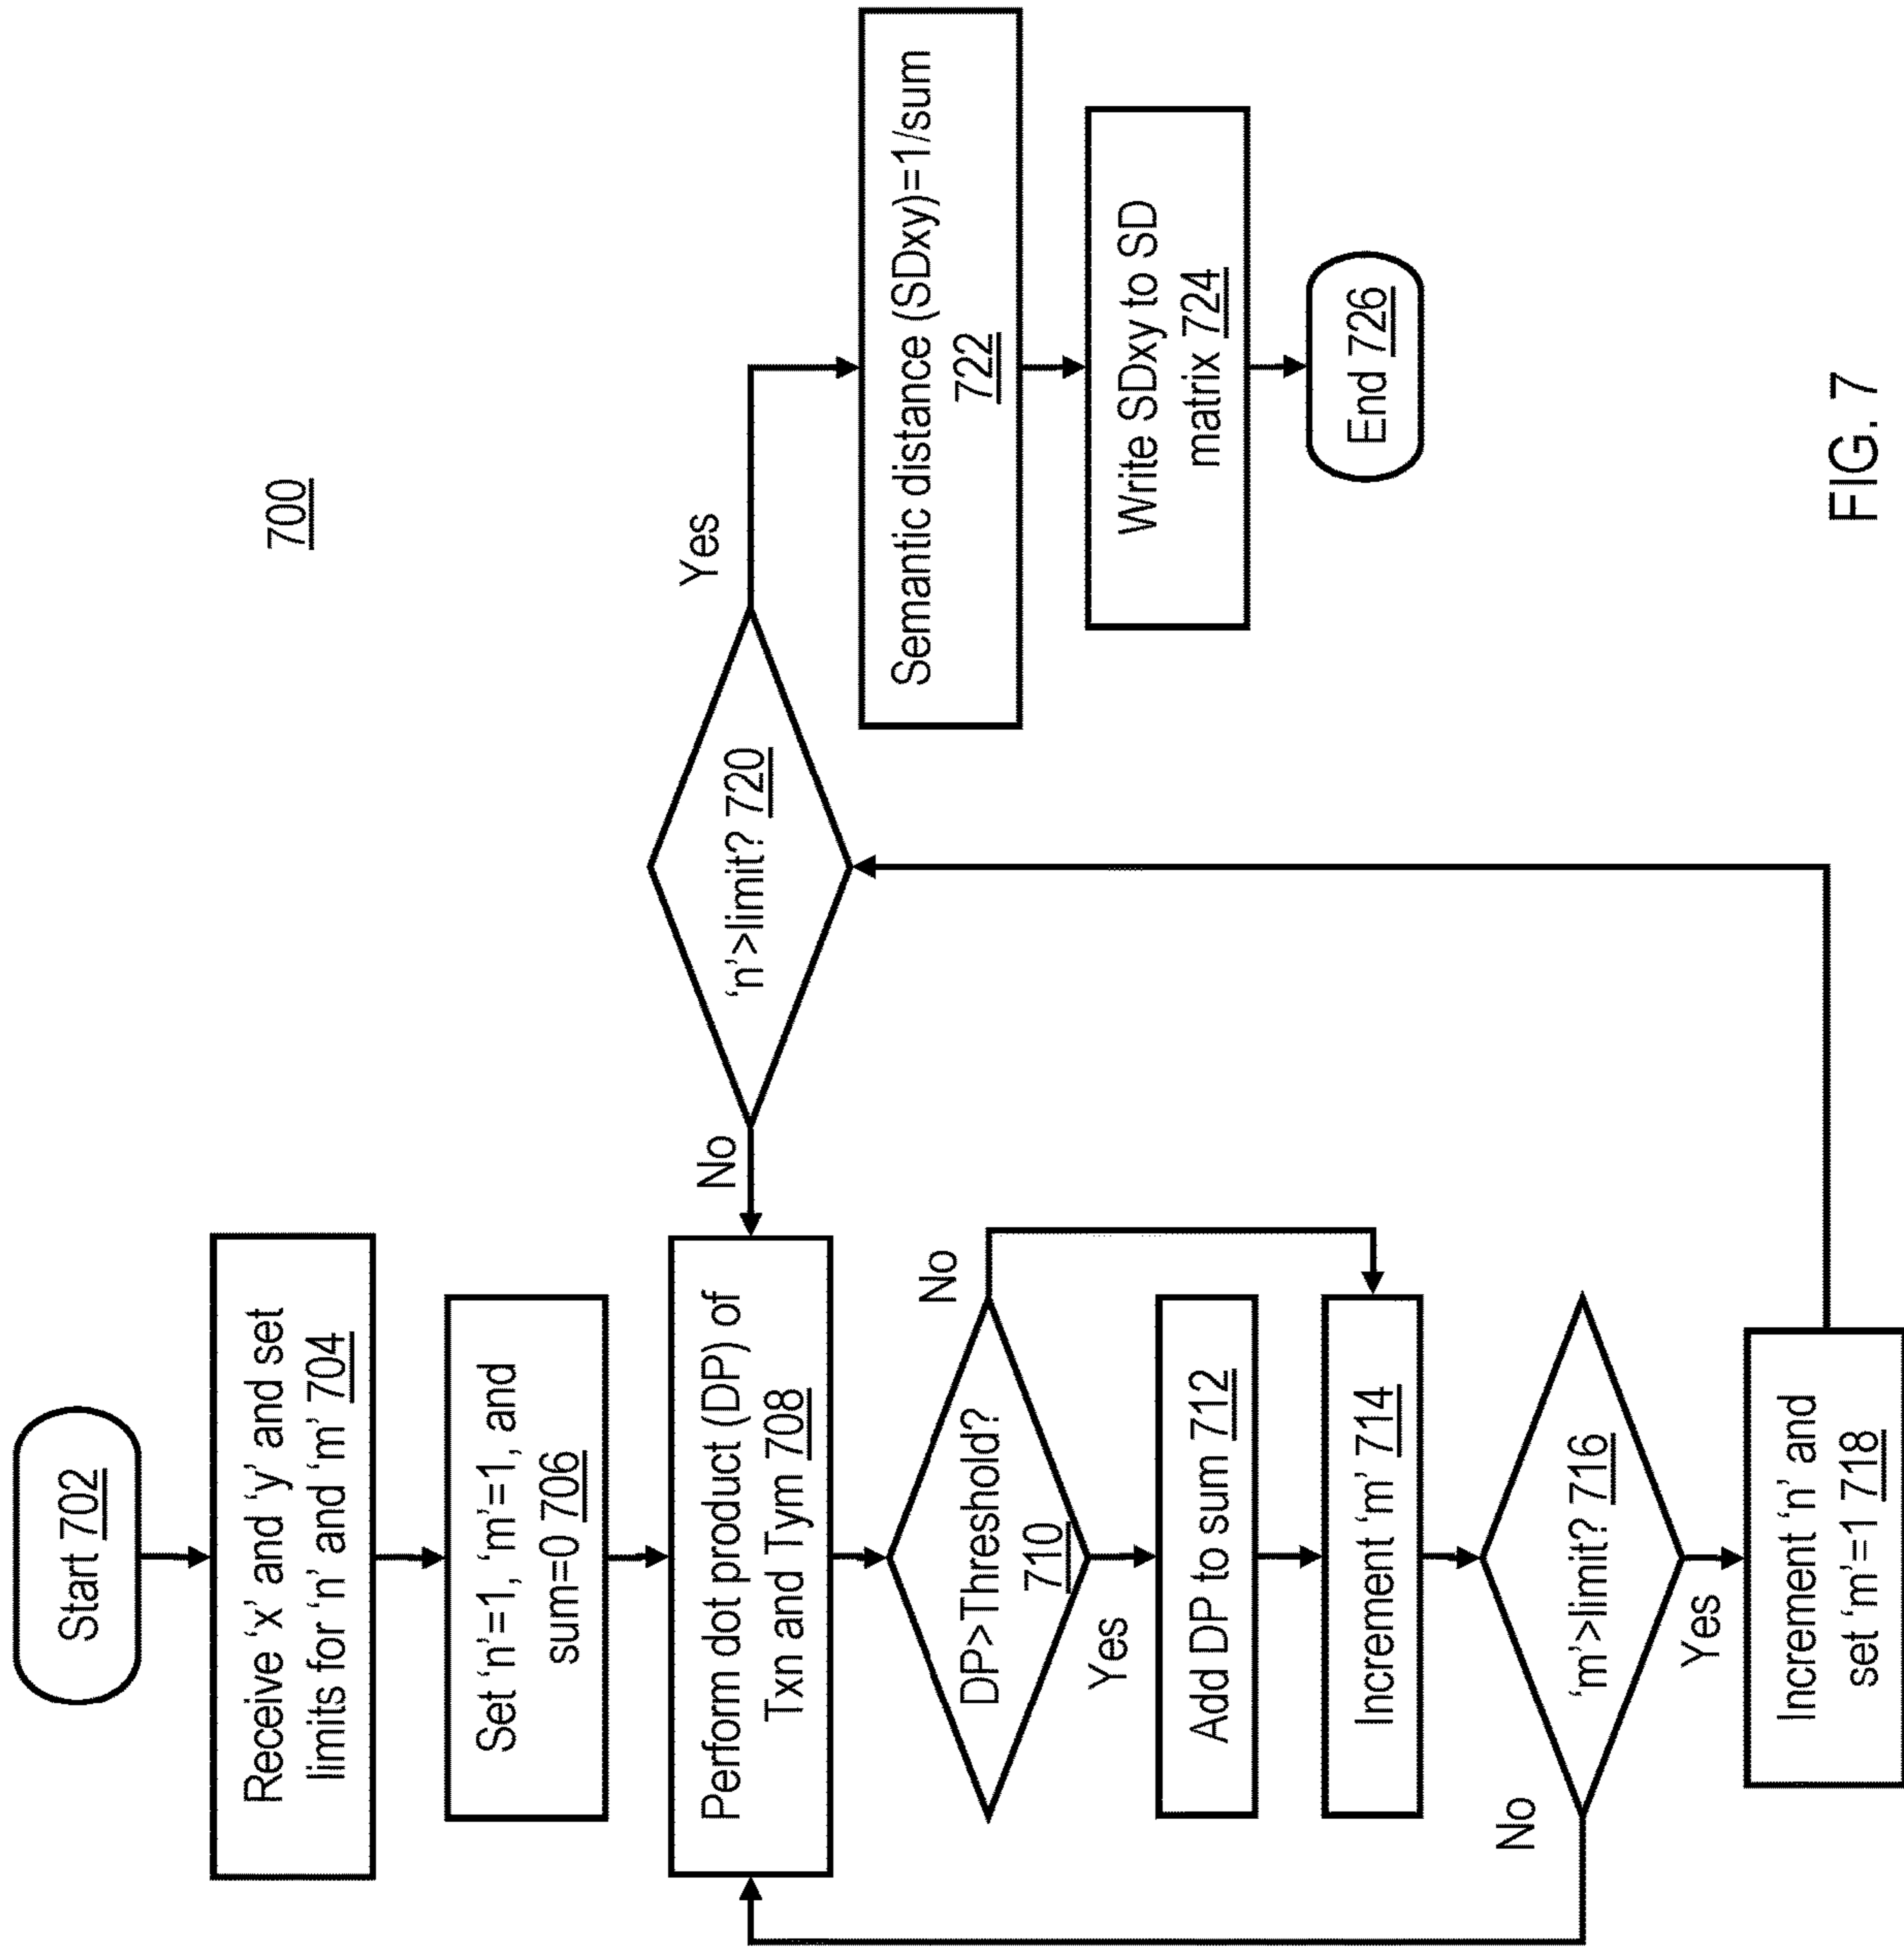 700
Start 702
Receive ‘x’ and ‘y’ and set
limits for ‘n’ and ‘m’ 704
Set ‘n’=1, ‘m’=1, and
sum=0 706
Perform dot product (DP) of
Txn and Tym 708
DP>Threshold?
710
No
Yes
Add DP to sum 712
Increment ‘m’ 714
‘m’>limit? 716
No
Yes
Increment ‘n’ and
set ‘m’=1 718
‘n’>limit? 720
No
Yes
Semantic distance (SDxy)=1/sum
722
Write SDxy to SD
matrix 724
End 726
FIG. 7